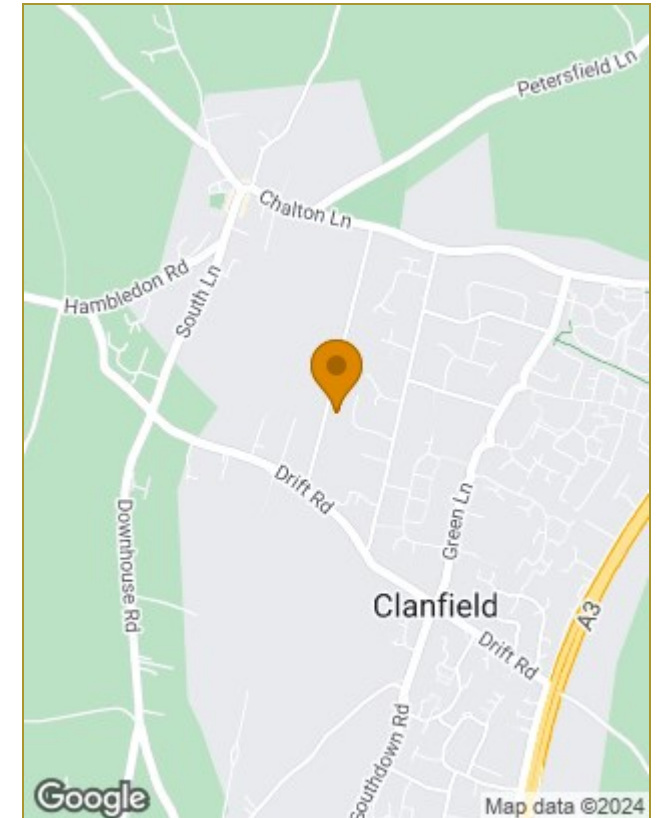 Petersfield Ln
Chalton Ln
Hambledon Rd
South Ln
Drift Rd
Downhouse Rd
Green Ln
Clanfield
A3
Drift Rd
Southdown Rd
Google
Map data ©2024